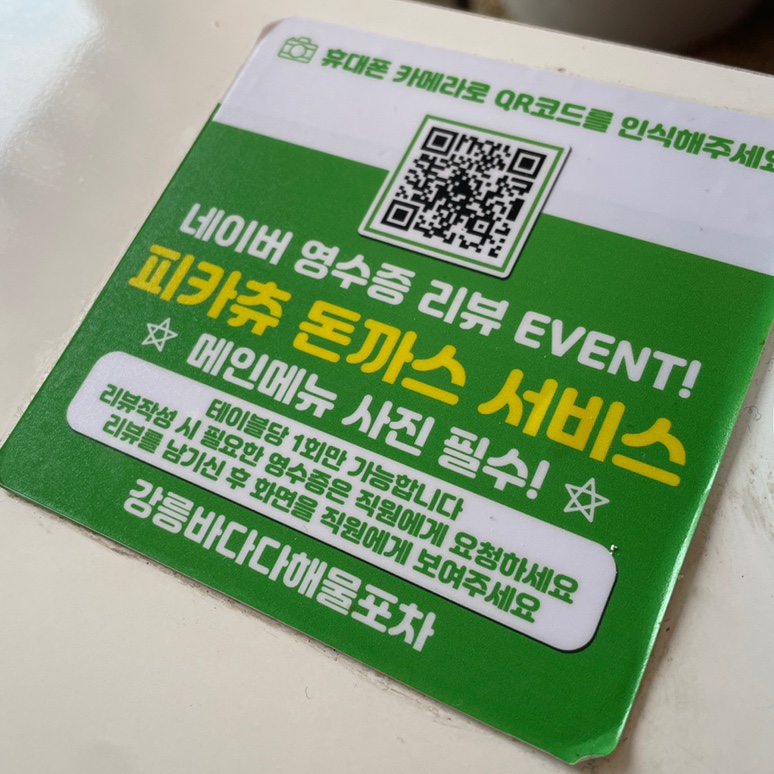 휴대폰 카메라로 QR코드를 인식해주세요
네이버 영수증 리뷰 EVENT!
피카츄 돈까스 서비스
메인메뉴 사진 필수!
테이블당 1회만 가능합니다
리뷰작성 시 필요한 영수증은 직원에게 요청하세요
리뷰를 남기신 후 화면을 직원에게 보여주세요
강릉바다다해물포차